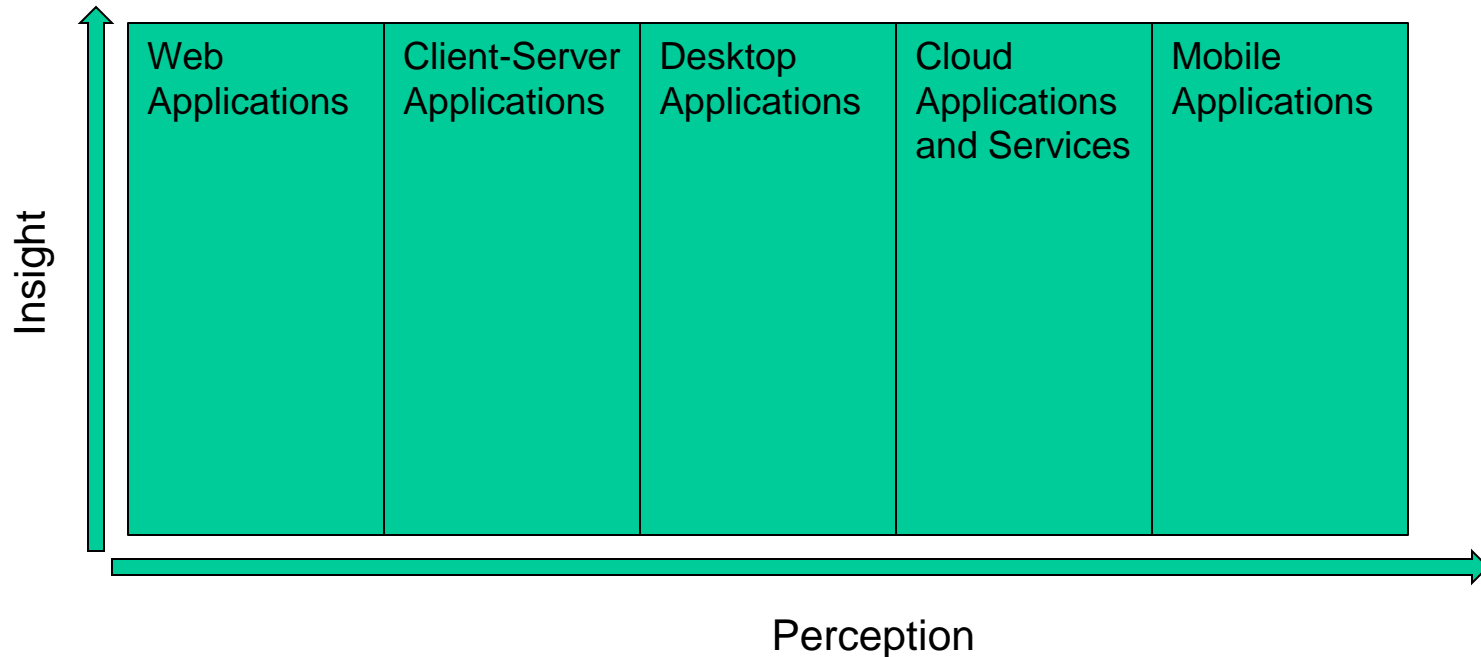 Insight
Web
Applications
Client-Server
Applications
Desktop
Applications
Cloud
Applications
and Services
Mobile
Applications
Perception